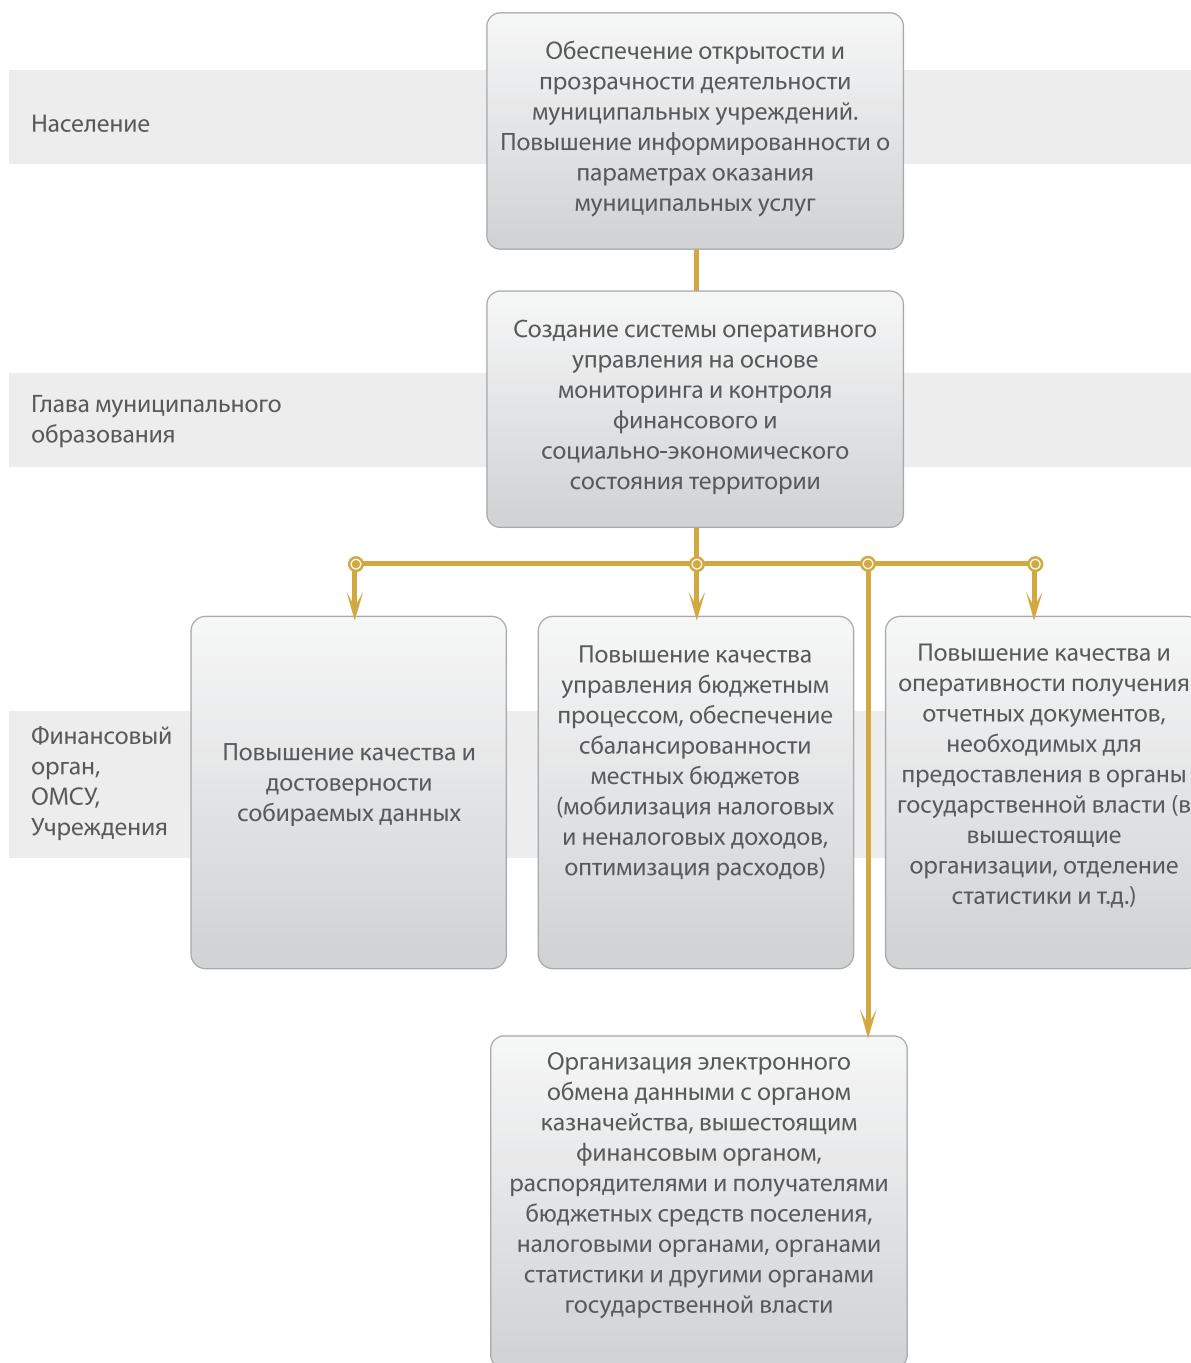 Население
Обеспечение открытости и
прозрачности деятельности
муниципальных учреждений.
Повышение информированности о
параметрах оказания
муниципальных услуг
Глава муниципального
образования
Создание системы оперативного
управления на основе
мониторинга и контроля
финансового и
социально-экономического
состояния территории
Финансовый
орган,
ОМСУ,
Учреждения
Повышение качества и
достоверности
собираемых данных
Повышение качества
управления бюджетным
процессом, обеспечение
сбалансированности
местных бюджетов
(мобилизация налоговых
и неналоговых доходов,
оптимизация расходов)
Повышение качества и
оперативности получения
отчетных документов,
необходимых для
предоставления в органы
государственной власти (в
вышестоящие
организации, отделение
статистики и т.д.)
Организация электронного
обмена данными с органом
казначейства, вышестоящим
финансовым органом,
распорядителями и получателями
бюджетных средств поселения,
налоговыми органами, органами
статистики и другими органами
государственной власти